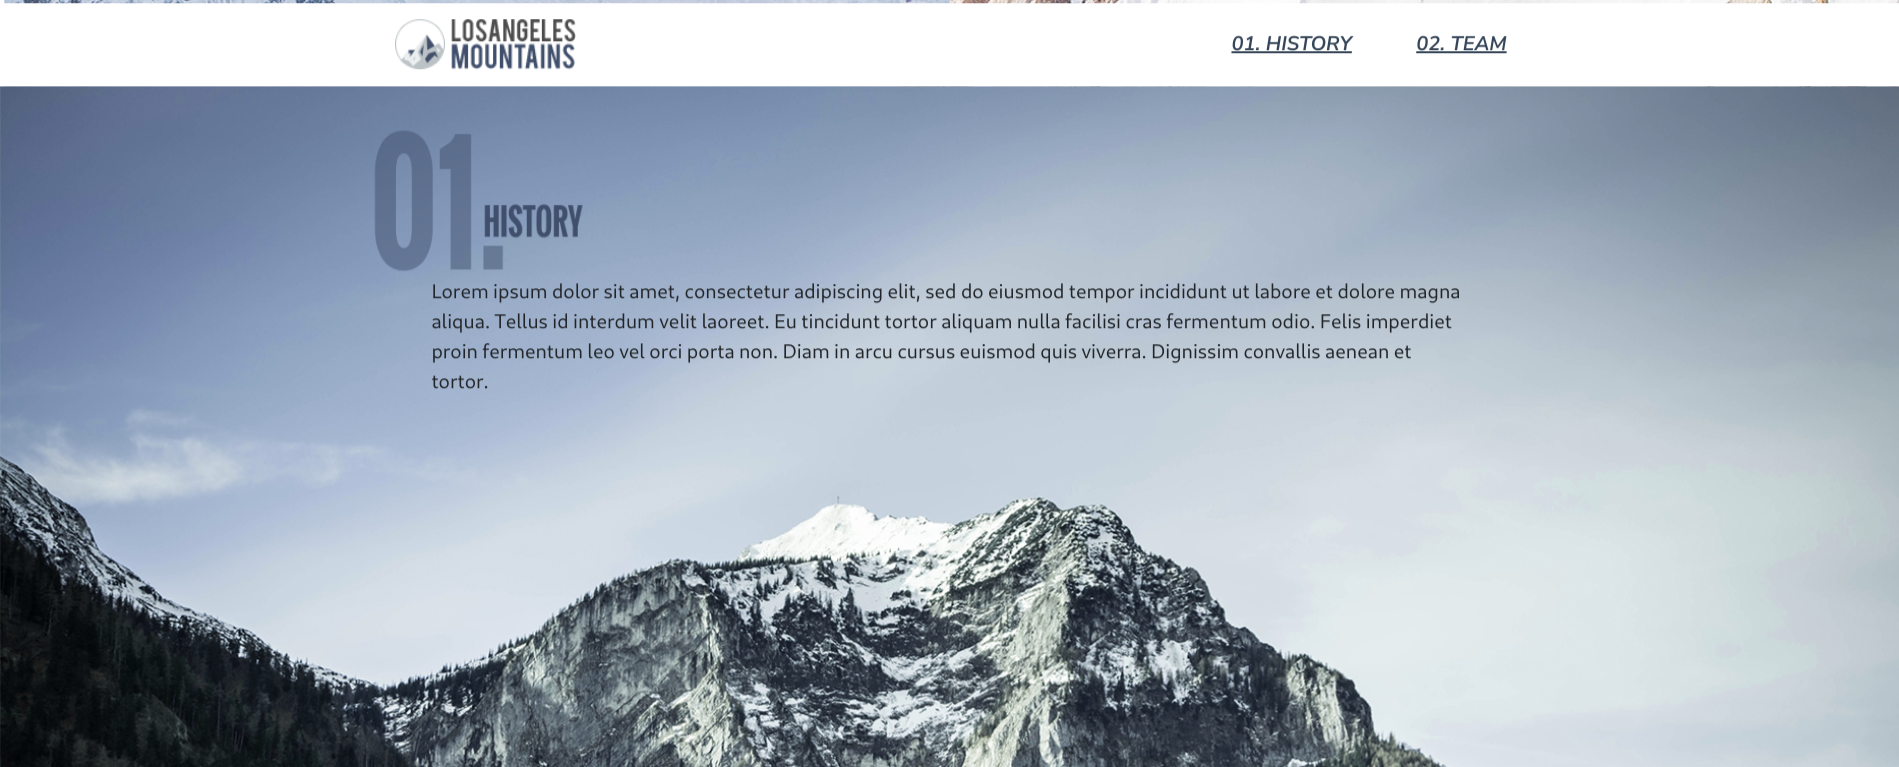 LOSANGELES
MOUNTAINS
01. HISTORY
02. TEAM
01.
HISTORY
Lorem ipsum dolor sit amet, consectetur adipiscing elit, sed do eiusmod tempor incididunt ut labore et dolore magna
aliqua. Tellus id interdum velit laoreet. Eu tincidunt tortor aliquam nulla facilisi cras fermentum odio. Felis imperdiet
proin fermentum leo vel orci porta non. Diam in arcu cursus euismod quis viverra. Dignissim convallis aenean et
tortor.